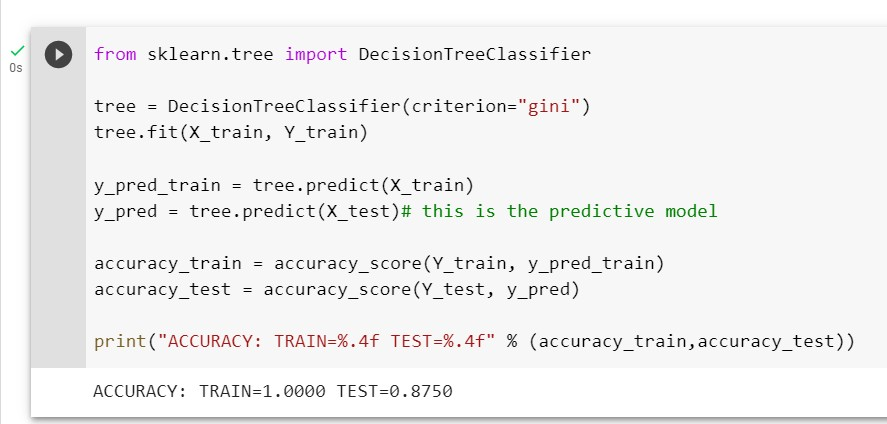 0s
from sklearn.tree import DecisionTreeClassifier
tree = DecisionTreeClassifier(criterion="gini")
tree.fit(X_train, Y_train)
y_pred_train = tree.predict(X_train)
y_pred = tree.predict(X_test)# this is the predictive model
accuracy_train = accuracy_score(Y_train, y_pred_train)
accuracy_test = accuracy_score(Y_test, y_pred)
print("ACCURACY: TRAIN=%.4f TEST=%.4f" % (accuracy_train,accuracy_test))
ACCURACY: TRAIN=1.0000 TEST=0.8750